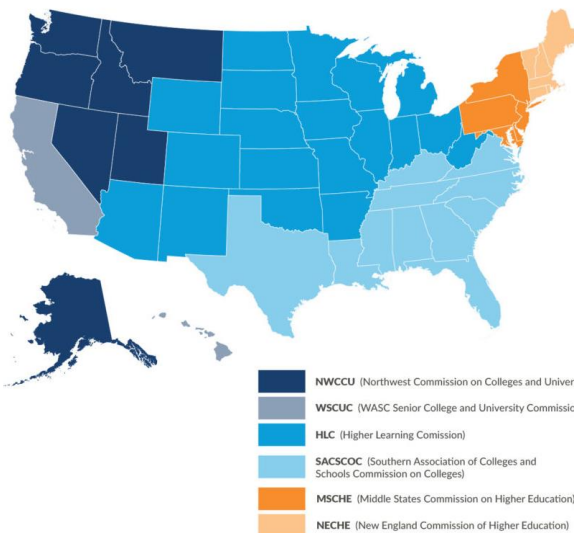 NWCCU (Northwest Commission on Colleges and Univer
WSCUC (WASC Senior College and University Commissio
HLC (Higher Learning Comission)
SACSCOC (Southern Association of Colleges and
Schools Commission on Colleges)
MSCHE (Middle States Commission on Higher Education)
NECHE (New England Commission of Higher Education)